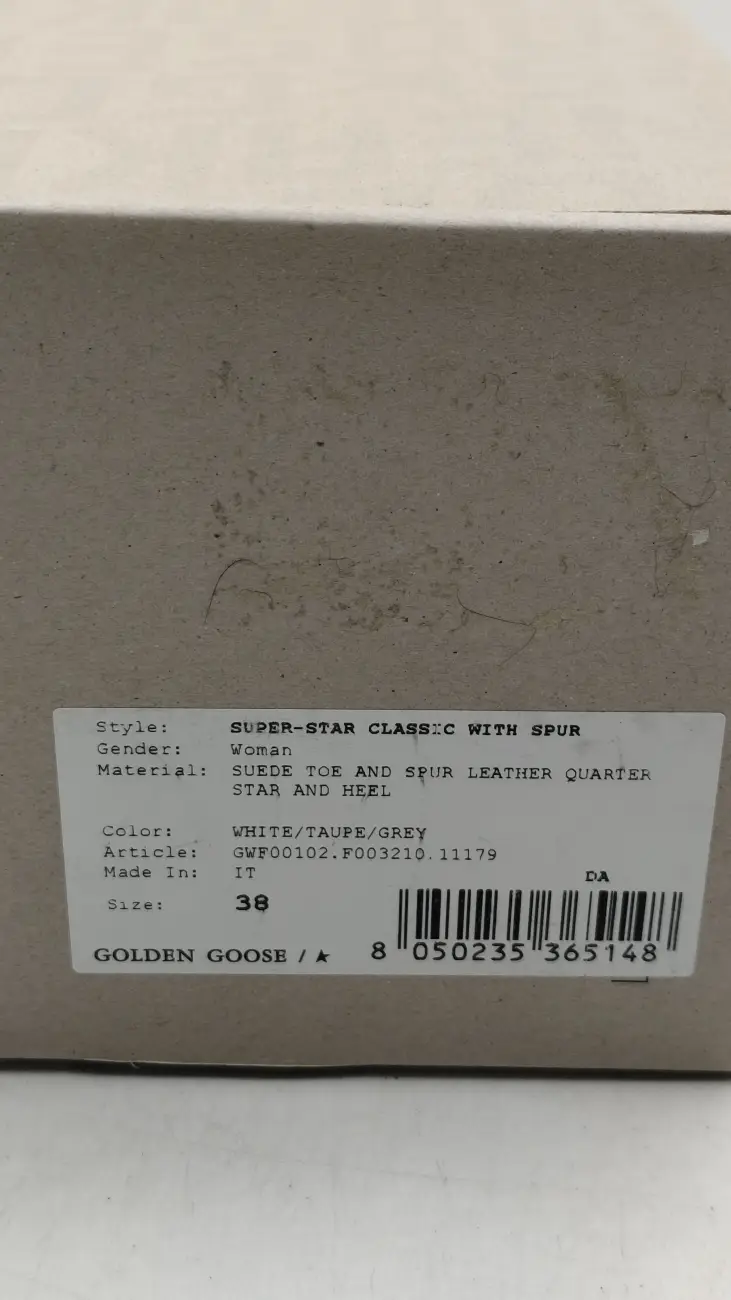 Style: SUPER-STAR CLASSIC WITH SPUR
Gender: Woman
Material: SUEDE TOE AND SPUR LEATHER QUARTER
STAR AND HEEL
Color: WHITE/TAUPE/GREY
Article: GWF00102.F003210.11179
Made In: IT
DA
Size: 38
GOLDEN GOOSE / ★
8 050235 365148